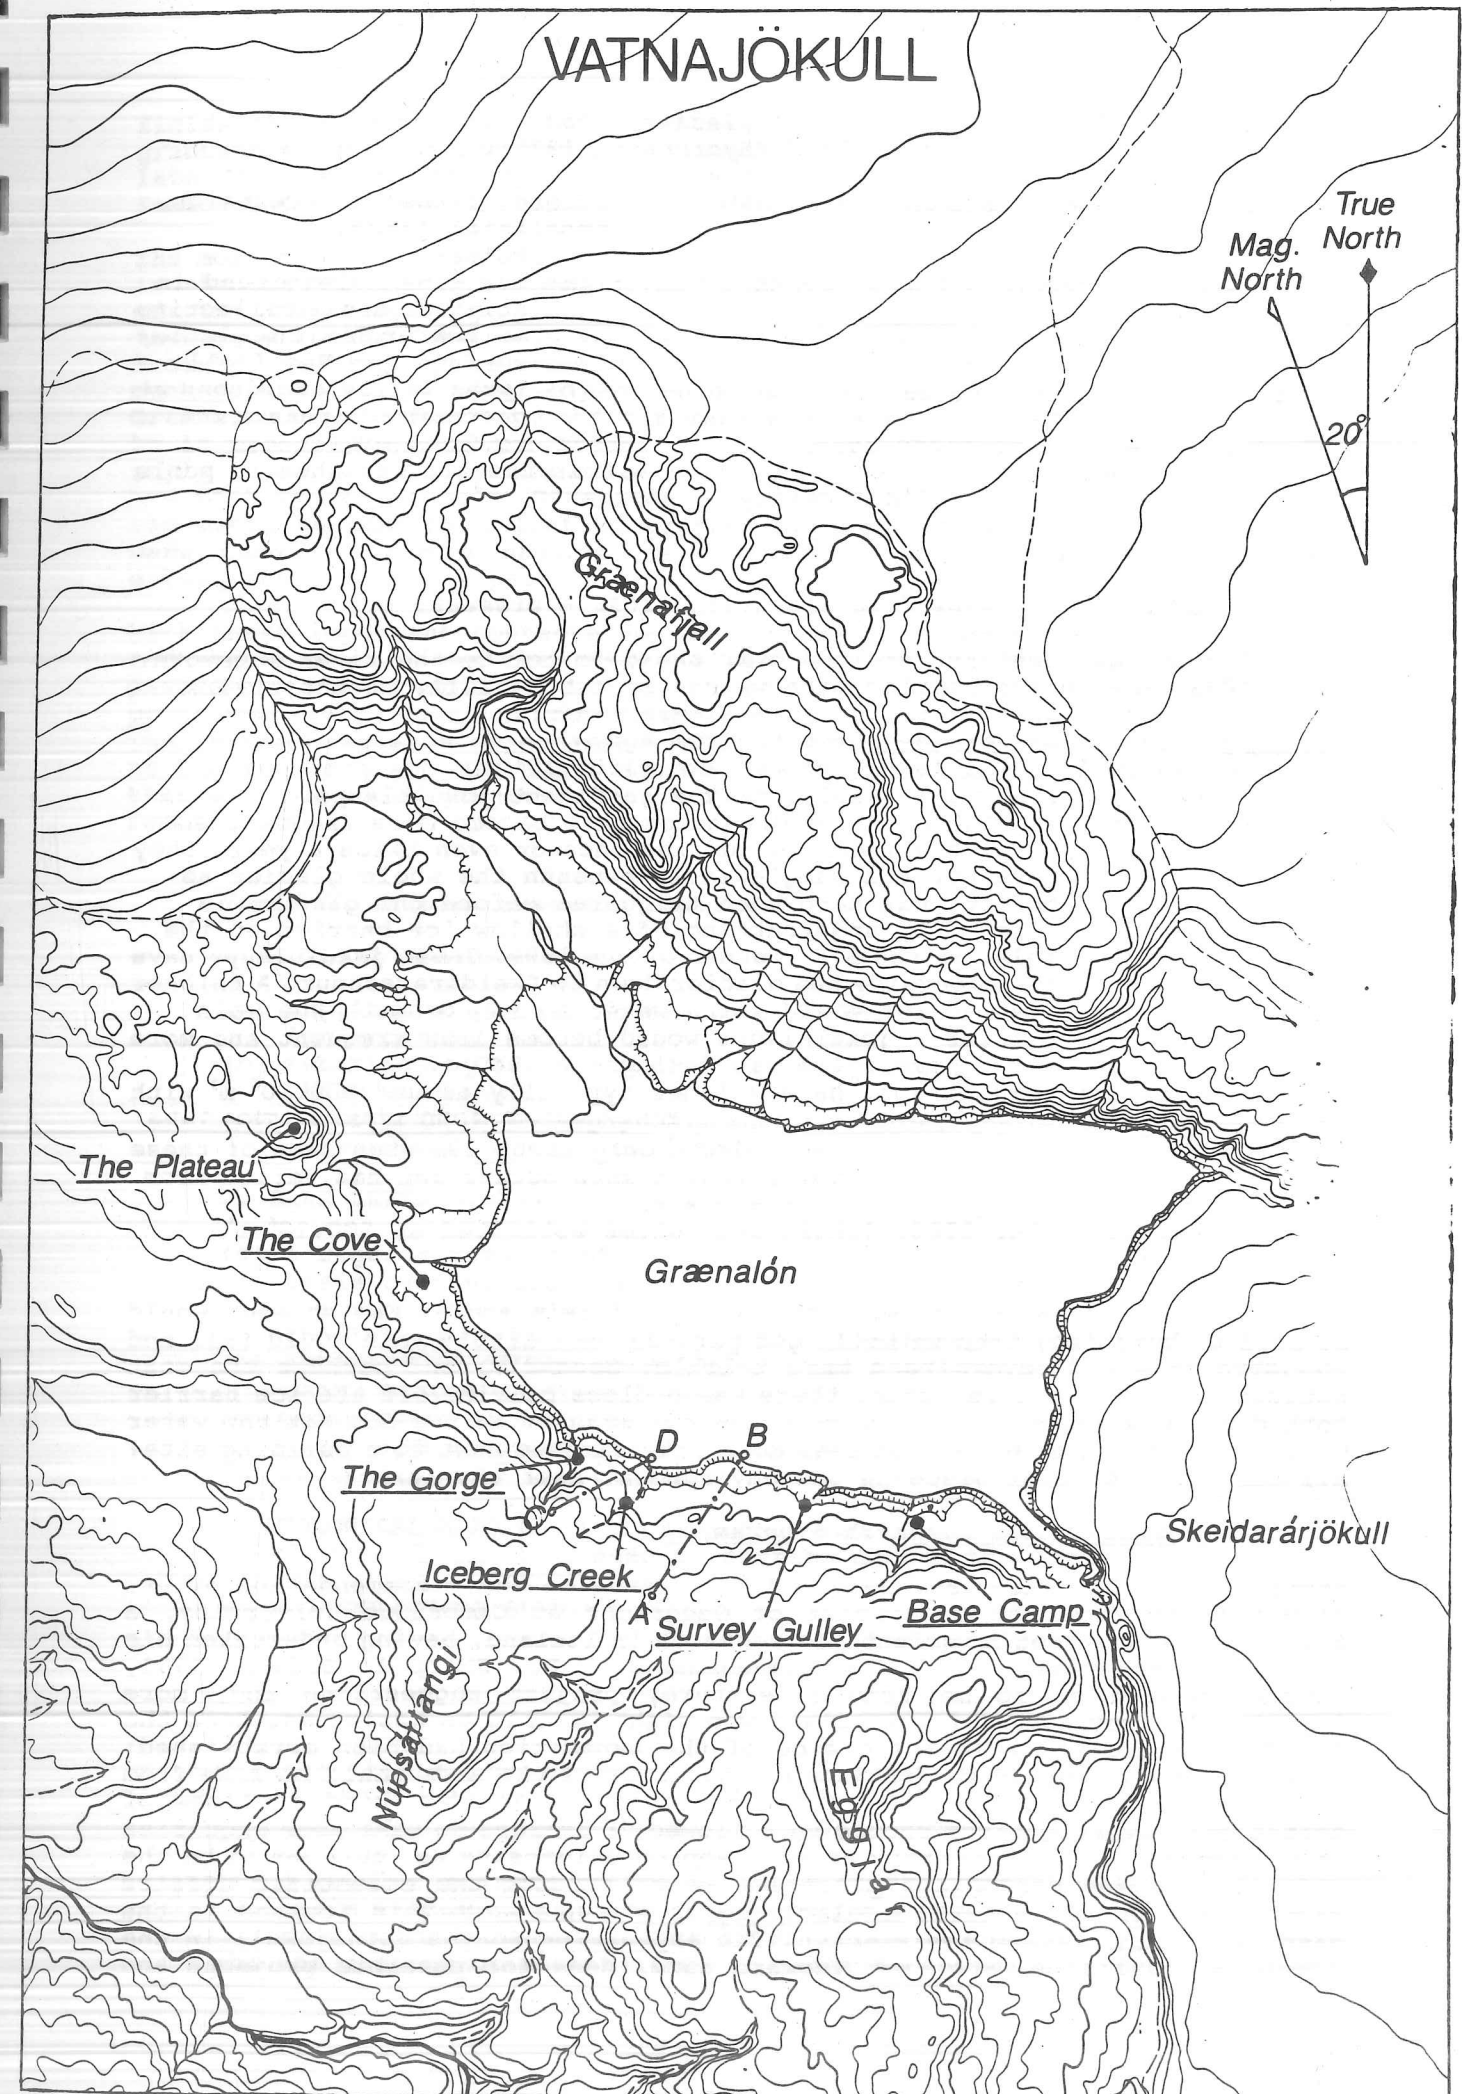 VATNAJÖKULL
True
North
Mag.
North
20°
Grænafjall
The Plateau
The Cove
Grænalón
D
B
The Gorge
Skeidarárjökull
Iceberg Creek
A
Base Camp
Survey Gulley
Núpsártangi
Eggjar